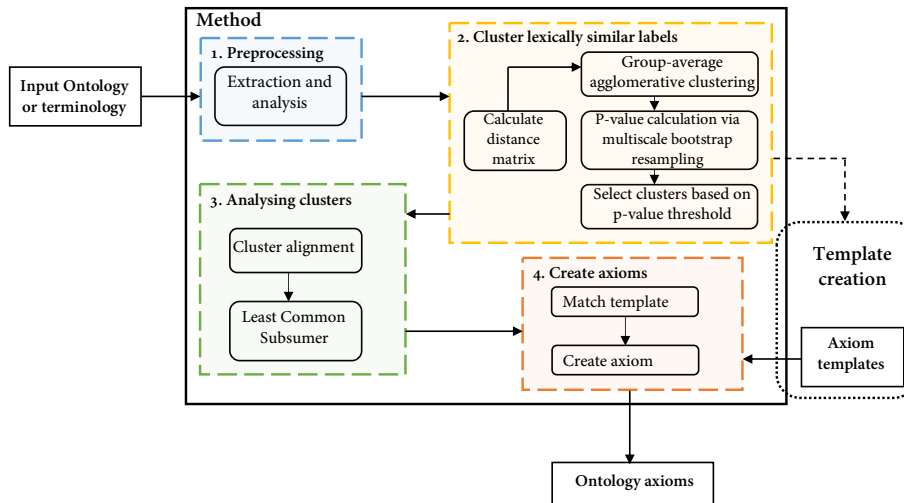 Method
Input Ontology
or terminology
1. Preprocessing
Extraction and
analysis
2. Cluster lexically similar labels
Calculate
distance
matrix
Group-average
agglomerative clustering
P-value calculation via
multiscale bootstrap
resampling
Select clusters based on
p-value threshold
3. Analysing clusters
Cluster alignment
Least Common
Subsumer
4. Create axioms
Match template
Create axiom
Template
creation
Axiom
templates
Ontology axioms